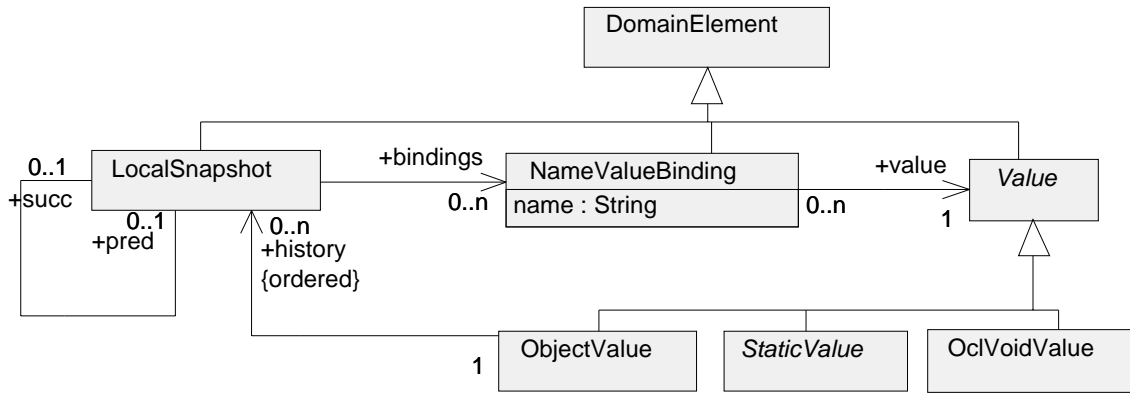 DomainElement
0..1
LocalSnapshot
+bindings
NameValueBinding
+value
Value
+succ
0..1
0..n
0..n
name : String
0..n
1
+pred
+history
{ordered}
1
ObjectValue
StaticValue
OclVoidValue